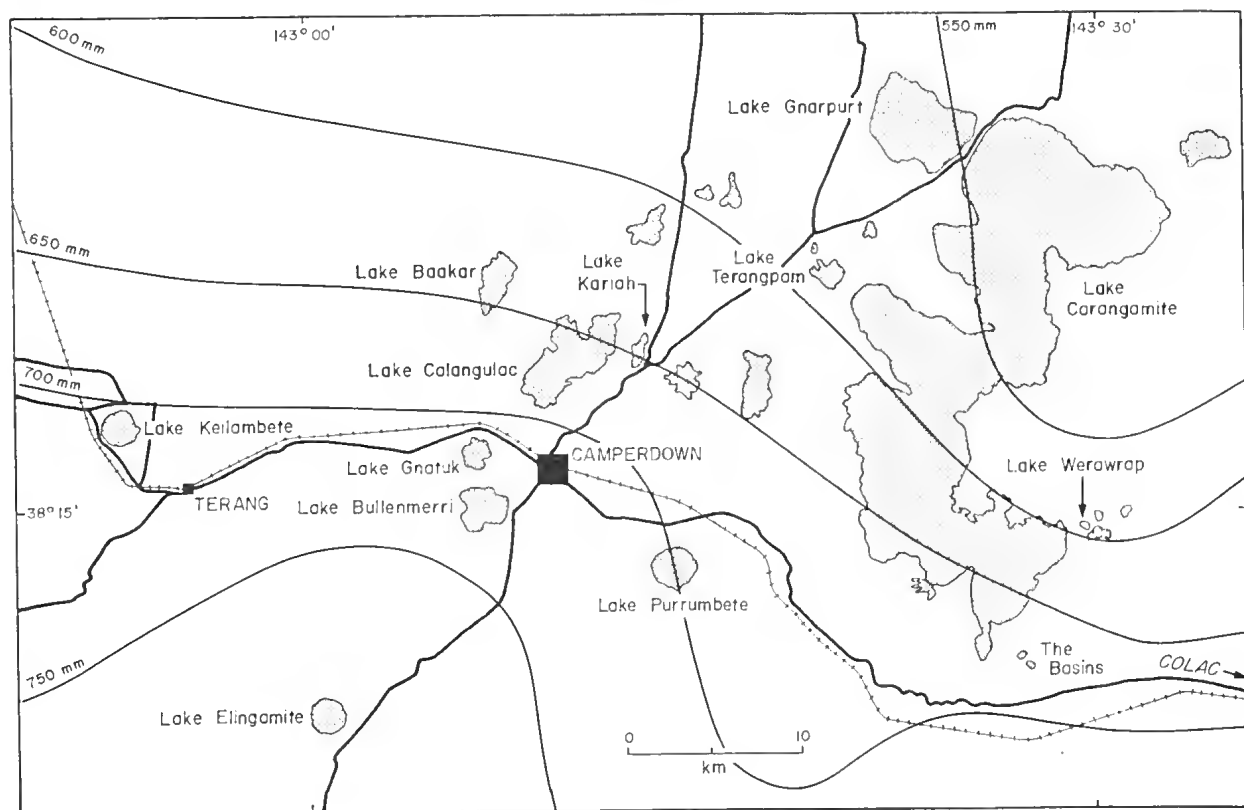 600 mm
143° 00'
550 mm
143° 30'
Lake Gnarpurt
650 mm
Lake Baakar
Lake
Kariah
Lake
Terangpam
Lake
Corangamite
Lake Colangulac
700 mm
Lake Keilambete
Lake Gnotuk
CAMPERDOWN
Lake Werowrap
TERANG
Lake Bullenmerri
38° 15'
Lake Purrumbete
The
Basins
COLAC
750 mm
Lake Elingamite
0
10
km